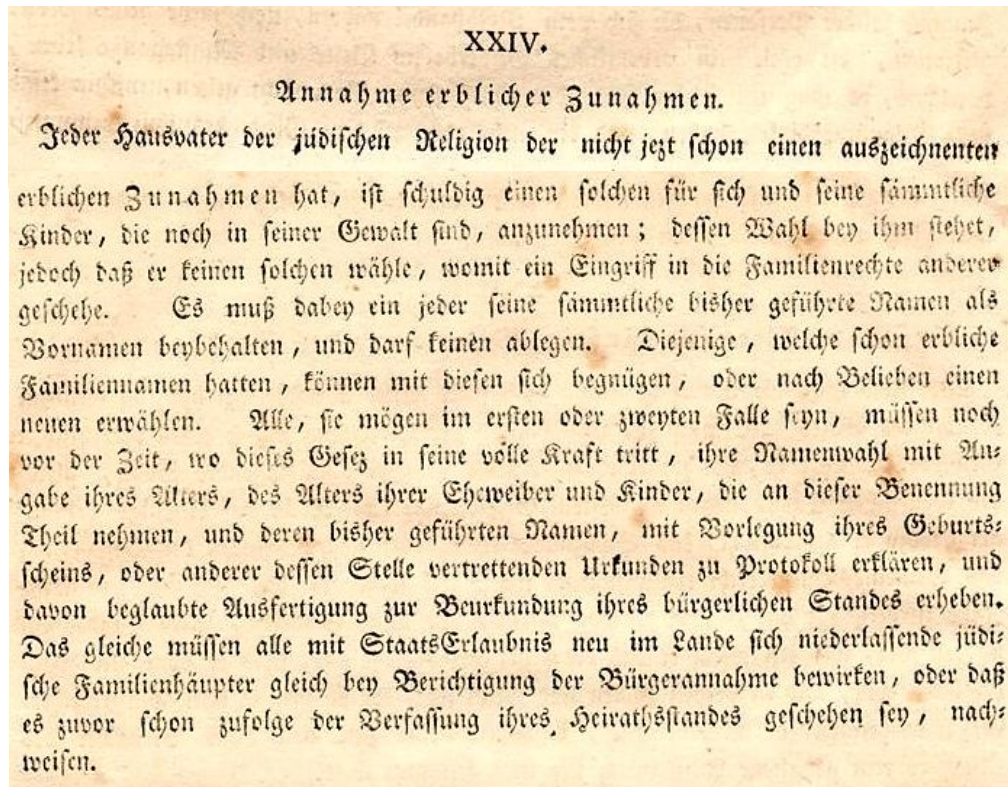 XXIV.
Annahme erblicher Zunahmen.
Jeder Hausvater der jüdischen Religion der nicht jezt schon einen auszeichnenten
erblichen Zunahmen hat, ist schuldig einen solchen für sich und seine sämmtliche
Kinder, die noch in seiner Gewalt sind, anzunehmen; dessen Wahl bey ihm stehet,
jedoch daß er keinen solchen wähle, womit ein Eingriff in die Familienrechte anderer
geschehe. Es muß dabey ein jeder seine sämmtliche bisher geführte Namen als
Vornamen beybehalten, und darf keinen ablegen. Diejenige, welche schon erbliche
Familiennamen hatten, können mit diesen sich begnügen, oder nach Belieben einen
neuen erwählen. Alle, sie mögen im ersten oder zweyten Falle seyn, müssen noch
vor der Zeit, wo dieses Gesez in seine volle Kraft tritt, ihre Namenwahl mit An⸗
gabe ihres Alters, des Alters ihrer Eheweiber und Kinder, die an dieser Benennung
Theil nehmen, und deren bisher geführten Namen, mit Vorlegung ihres Geburts⸗
scheins, oder anderer dessen Stelle vertrettenden Urkunden zu Protokoll erklären, und
davon beglaubte Ausfertigung zur Beurkundung ihres bürgerlichen Standes erheben.
Das gleiche müssen alle mit StaatsErlaubnis neu im Lande sich niederlassende jüdi⸗
sche Familienhäupter gleich bey Berichtigung der Bürgerannahme bewirken, oder daß
es zuvor schon zufolge der Verfassung ihres Heirathsstandes geschehen sey, nach⸗
weisen.